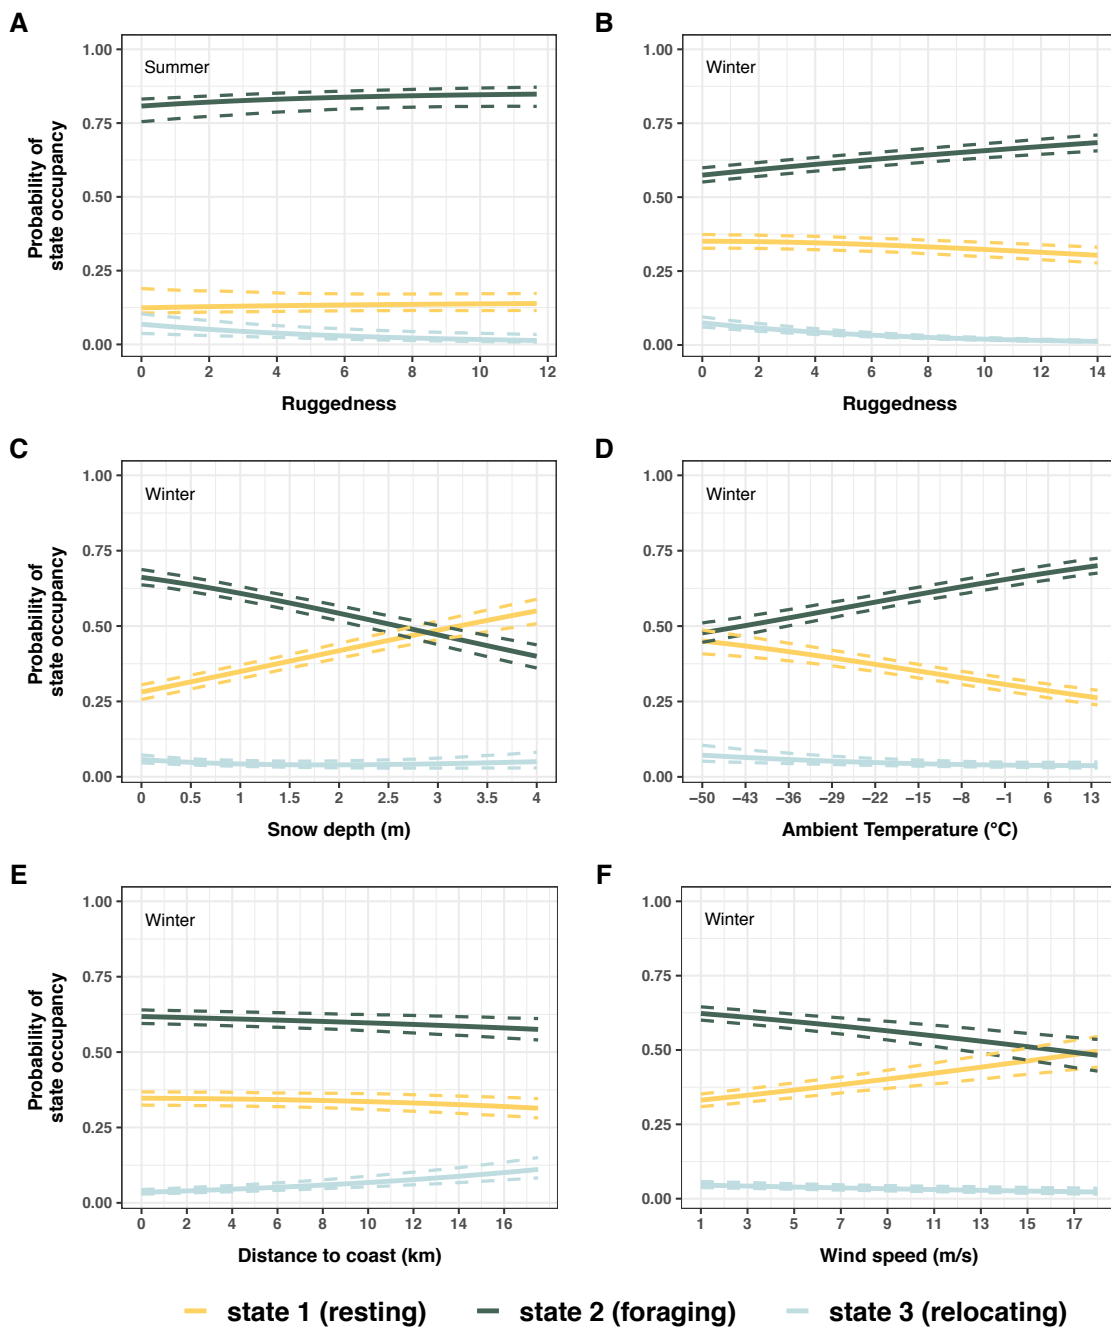 A
Probability of
state occupancy
1.00
0.75
0.50
0.25
0.00
Summer
0 2 4 6 8 10 12
Ruggedness
B
1.00
0.75
0.50
0.25
0.00
Winter
0 2 4 6 8 10 12 14
Ruggedness
C
Probability of
state occupancy
1.00
0.75
0.50
0.25
0.00
Winter
0 0.5 1 1.5 2 2.5 3 3.5 4
Snow depth (m)
D
1.00
0.75
0.50
0.25
0.00
Winter
−50 −43 −36 −29 −22 −15 −8 −1 6 13
Ambient Temperature (°C)
E
Probability of
state occupancy
1.00
0.75
0.50
0.25
0.00
Winter
0 2 4 6 8 10 12 14 16
Distance to coast (km)
F
1.00
0.75
0.50
0.25
0.00
Winter
1 3 5 7 9 11 13 15 17
Wind speed (m/s)
state 1 (resting) state 2 (foraging) state 3 (relocating)